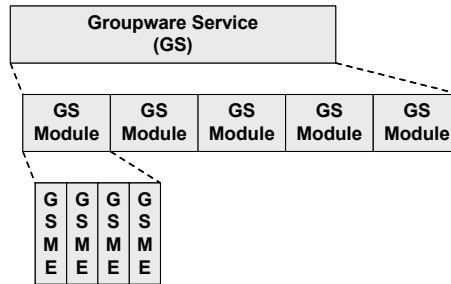 Groupware Service
(GS)
GS GS GS GS GS
Module Module Module Module Module
G G G G
S S S S
M M M M
E E E E